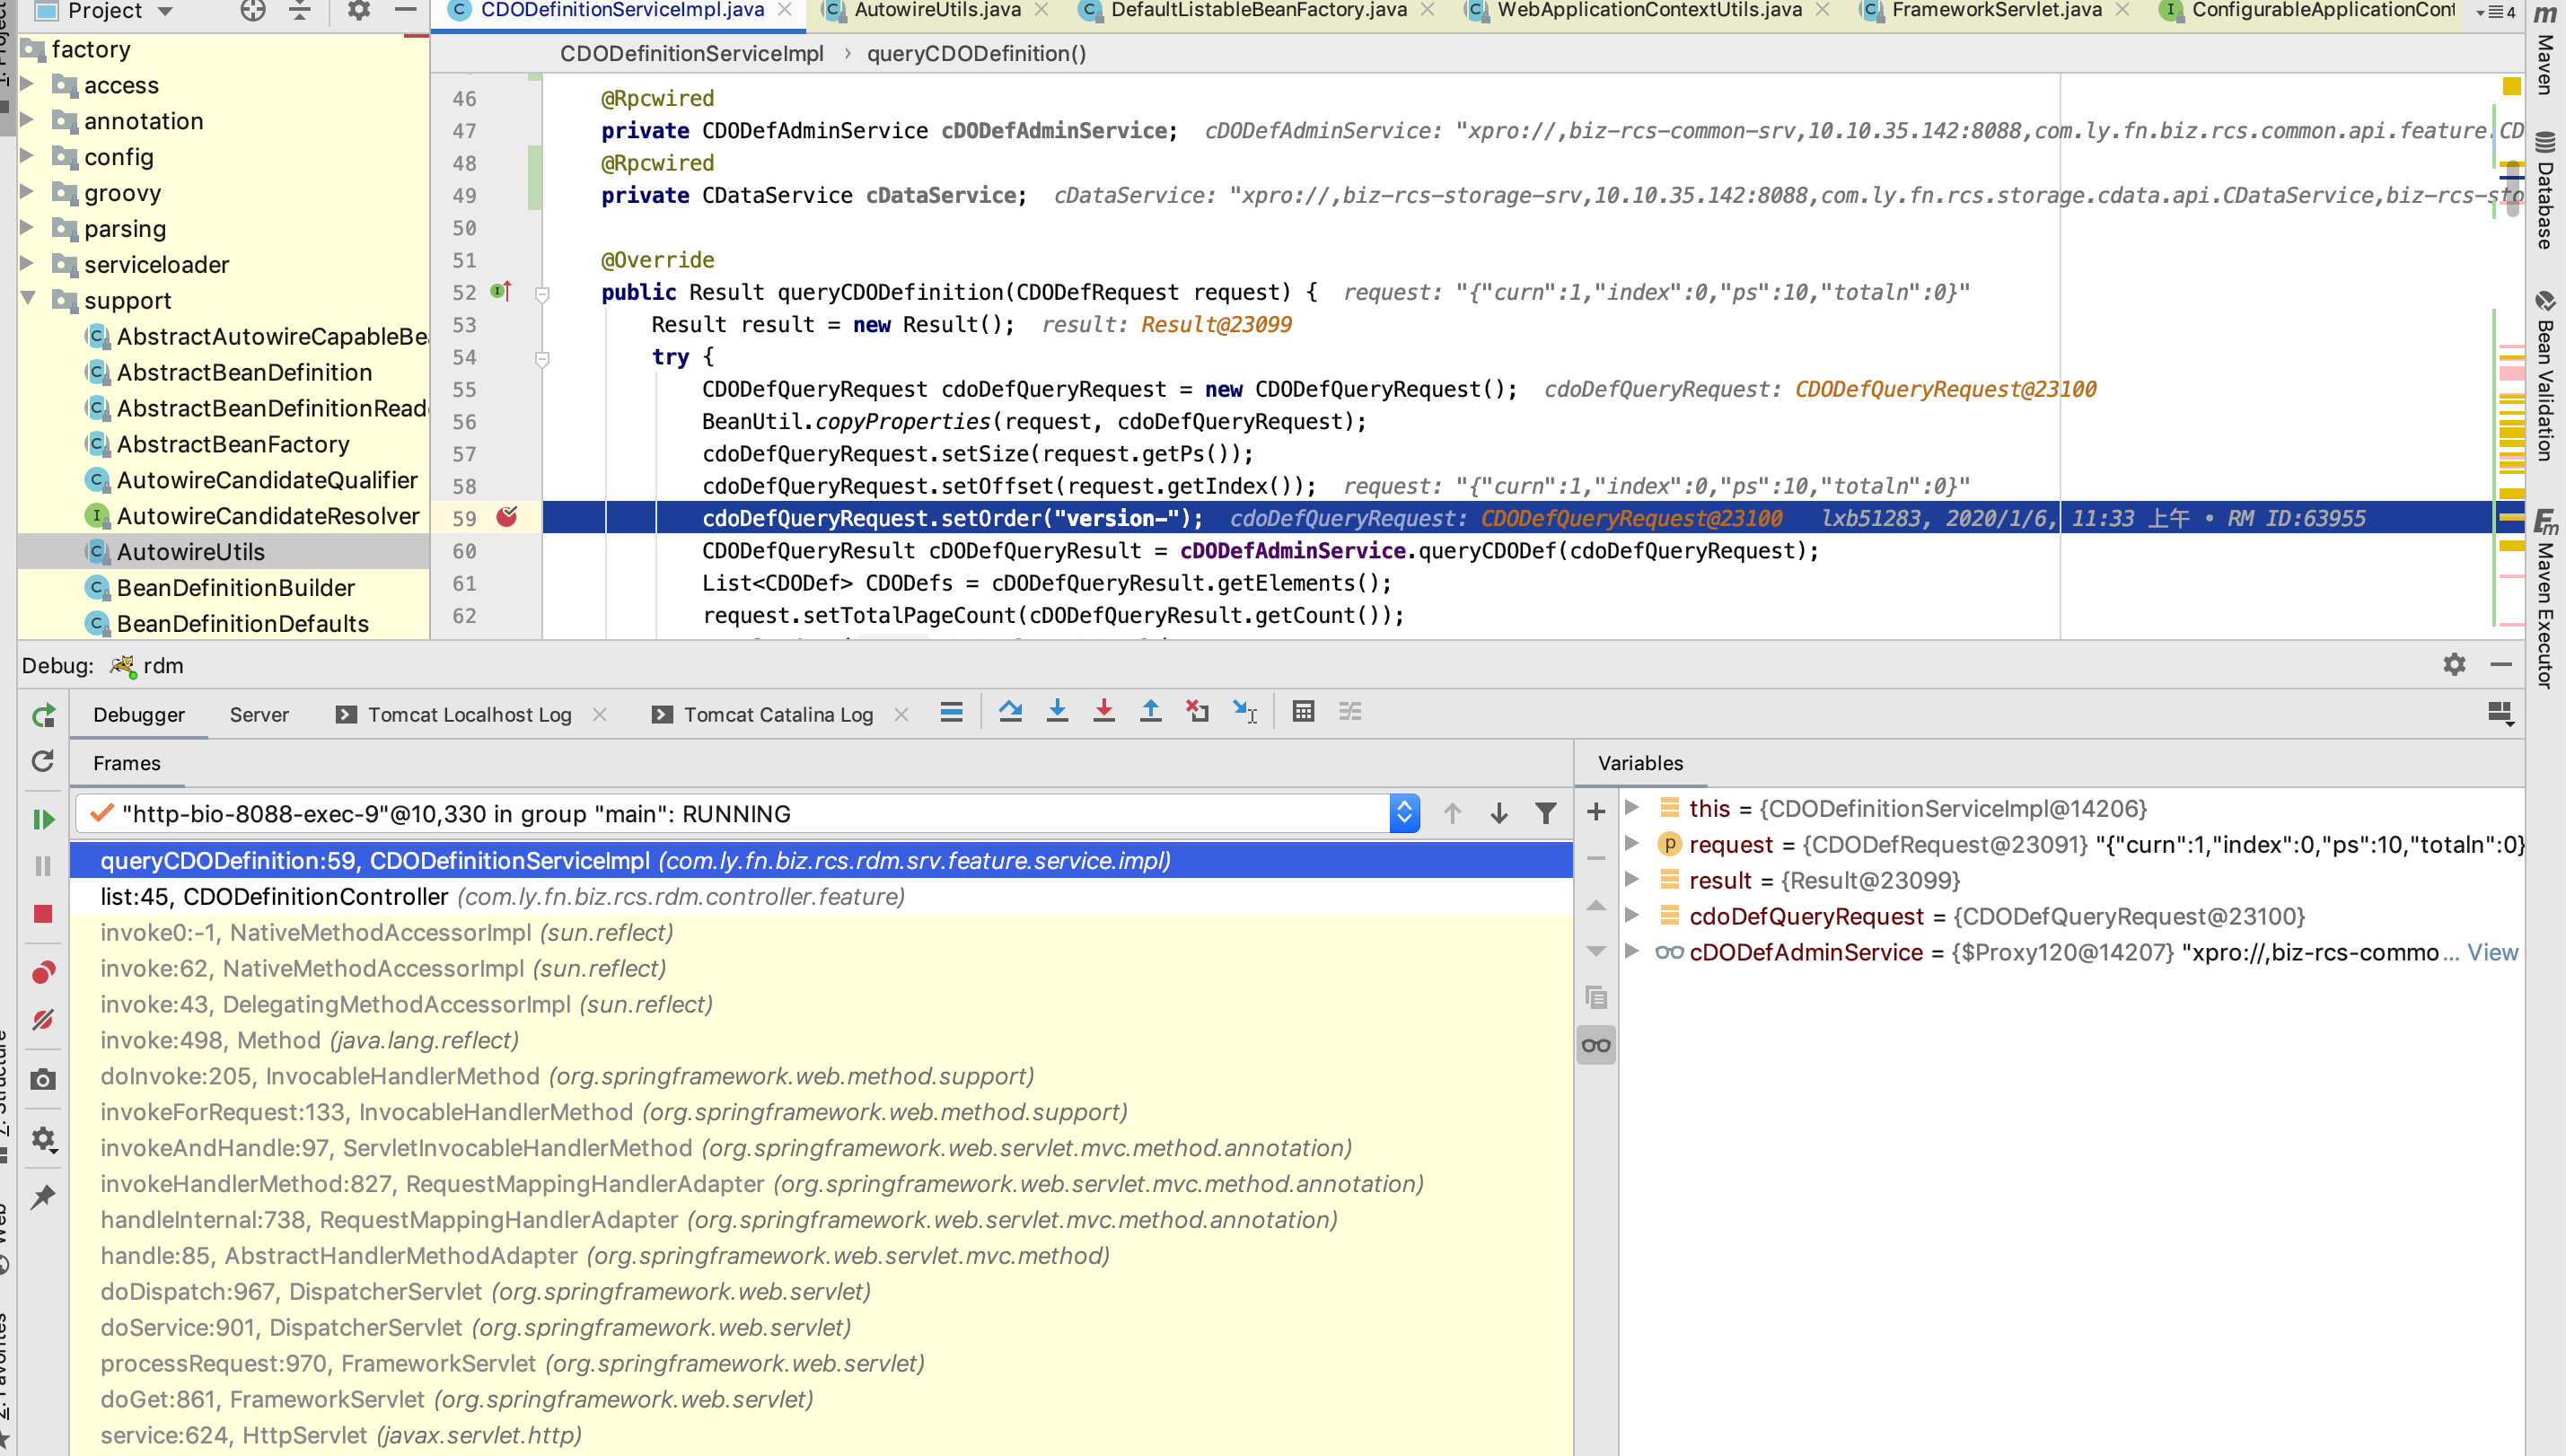 Project
CDODefinitionServiceImpl.java
AutowireUtils.java
DefaultListableBeanFactory.java
WebApplicationContextUtils.java
FrameworkServlet.java
ConfigurableApplicationCont
4
CDODefinitionServiceImpl › queryCDODefinition()
factory
access
annotation
config
groovy
parsing
serviceloader
support
AbstractAutowireCapableBe
AbstractBeanDefinition
AbstractBeanDefinitionRead
AbstractBeanFactory
AutowireCandidateQualifier
AutowireCandidateResolver
AutowireUtils
BeanDefinitionBuilder
BeanDefinitionDefaults
46 @Rpcwired
47 private CDODefAdminService cDODefAdminService; cDODefAdminService: "xpro://,biz-rcs-common-srv,10.10.35.142:8088,com.ly.fn.biz.rcs.common.api.feature.CD
48 @Rpcwired
49 private CDataService cDataService; cDataService: "xpro://,biz-rcs-storage-srv,10.10.35.142:8088,com.ly.fn.rcs.storage.cdata.api.CDataService,biz-rcs-sto
50
51 @Override
52 public Result queryCDODefinition(CDODefRequest request) { request: "{"curn":1,"index":0,"ps":10,"totaln":0}"
53 Result result = new Result(); result: Result@23099
54 try {
55 CDODefQueryRequest cdoDefQueryRequest = new CDODefQueryRequest(); cdoDefQueryRequest: CDODefQueryRequest@23100
56 BeanUtil.copyProperties(request, cdoDefQueryRequest);
57 cdoDefQueryRequest.setSize(request.getPs());
58 cdoDefQueryRequest.setOffset(request.getIndex()); request: "{"curn":1,"index":0,"ps":10,"totaln":0}"
59 cdoDefQueryRequest.setOrder("version-"); cdoDefQueryRequest: CDODefQueryRequest@23100 lxb51283, 2020/1/6, 11:33 上午 • RM ID:63955
60 CDODefQueryResult cDODefQueryResult = cDODefAdminService.queryCDODef(cdoDefQueryRequest);
61 List<CDODef> CDODefs = cDODefQueryResult.getElements();
62 request.setTotalPageCount(cDODefQueryResult.getCount());
Maven
Database
Bean Validation
Maven Executor
Debug: rdm
Debugger
Server
Tomcat Localhost Log
Tomcat Catalina Log
Frames
"http-bio-8088-exec-9"@10,330 in group "main": RUNNING
queryCDODefinition:59, CDODefinitionServiceImpl (com.ly.fn.biz.rcs.rdm.srv.feature.service.impl)
list:45, CDODefinitionController (com.ly.fn.biz.rcs.rdm.controller.feature)
invoke0:-1, NativeMethodAccessorImpl (sun.reflect)
invoke:62, NativeMethodAccessorImpl (sun.reflect)
invoke:43, DelegatingMethodAccessorImpl (sun.reflect)
invoke:498, Method (java.lang.reflect)
doInvoke:205, InvocableHandlerMethod (org.springframework.web.method.support)
invokeForRequest:133, InvocableHandlerMethod (org.springframework.web.method.support)
invokeAndHandle:97, ServletInvocableHandlerMethod (org.springframework.web.servlet.mvc.method.annotation)
invokeHandlerMethod:827, RequestMappingHandlerAdapter (org.springframework.web.servlet.mvc.method.annotation)
handleInternal:738, RequestMappingHandlerAdapter (org.springframework.web.servlet.mvc.method.annotation)
handle:85, AbstractHandlerMethodAdapter (org.springframework.web.servlet.mvc.method)
doDispatch:967, DispatcherServlet (org.springframework.web.servlet)
doService:901, DispatcherServlet (org.springframework.web.servlet)
processRequest:970, FrameworkServlet (org.springframework.web.servlet)
doGet:861, FrameworkServlet (org.springframework.web.servlet)
service:624, HttpServlet (javax.servlet.http)
Variables
this = {CDODefinitionServiceImpl@14206}
request = {CDODefRequest@23091} "{"curn":1,"index":0,"ps":10,"totaln":0}
result = {Result@23099}
cdoDefQueryRequest = {CDODefQueryRequest@23100}
cDODefAdminService = {$Proxy120@14207} "xpro://,biz-rcs-commo... View